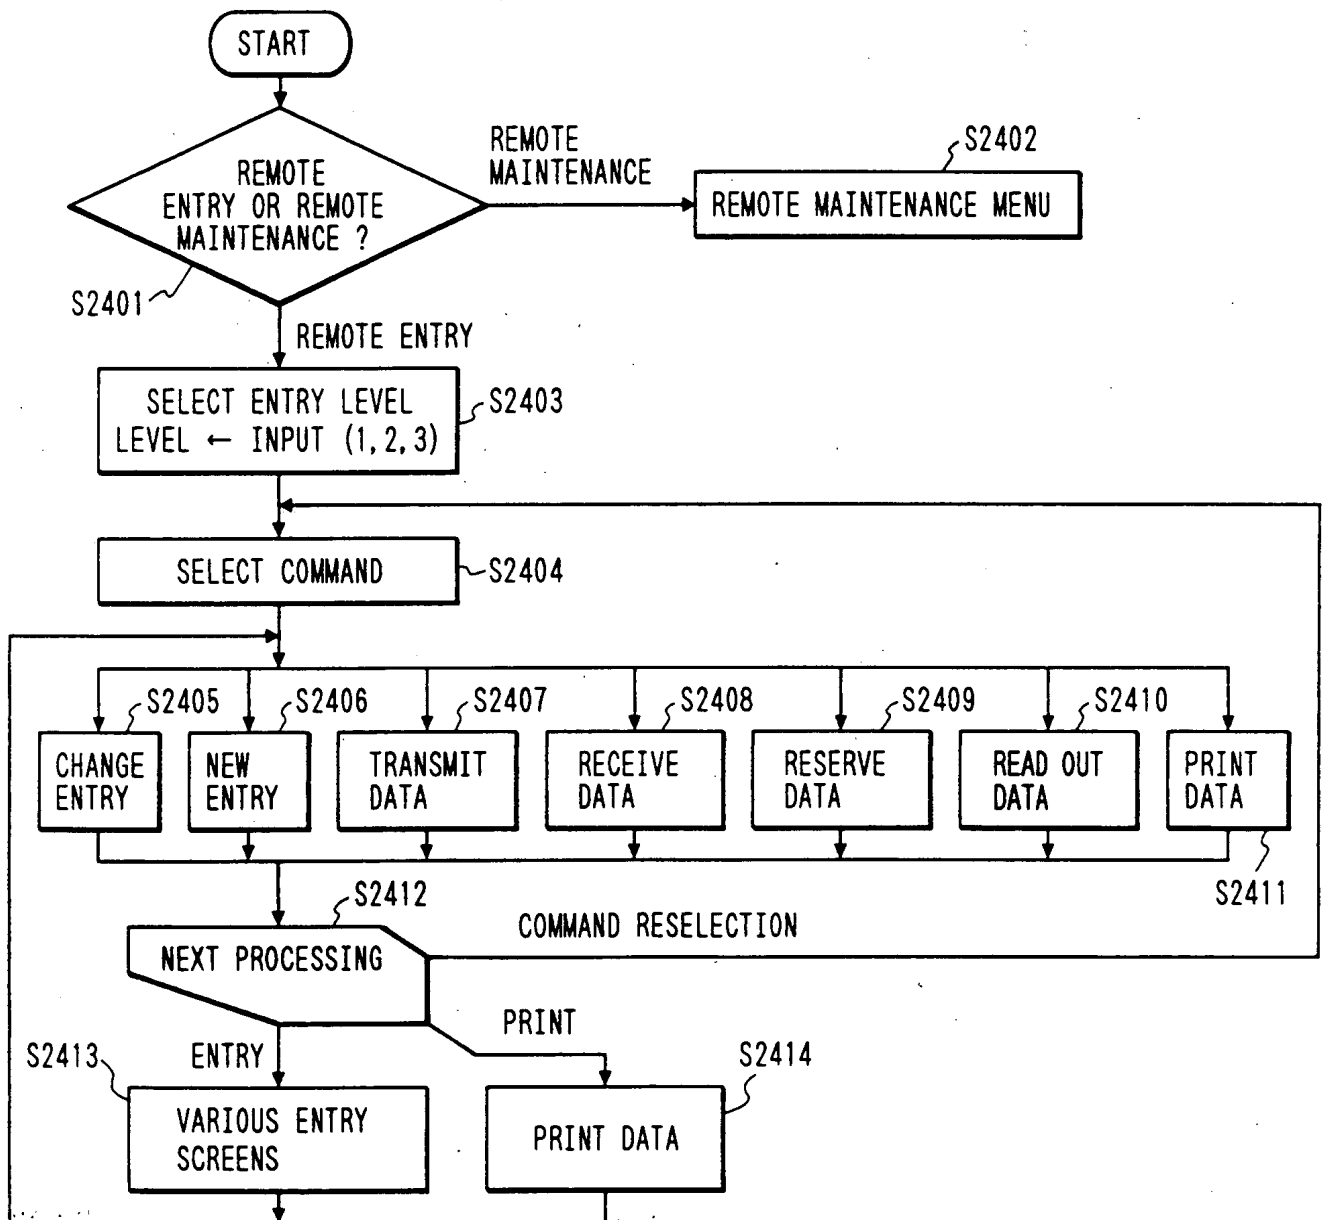 START
REMOTE
ENTRY OR REMOTE
MAINTENANCE ?
S2401
REMOTE
MAINTENANCE
S2402
REMOTE MAINTENANCE MENU
REMOTE ENTRY
SELECT ENTRY LEVEL
LEVEL ← INPUT (1,2,3)
S2403
SELECT COMMAND
S2404
S2405
CHANGE
ENTRY
S2406
NEW
ENTRY
S2407
TRANSMIT
DATA
S2408
RECEIVE
DATA
S2409
RESERVE
DATA
S2410
READ OUT
DATA
PRINT
DATA
S2411
S2412
NEXT PROCESSING
COMMAND RESELECTION
ENTRY
PRINT
S2413
VARIOUS ENTRY
SCREENS
S2414
PRINT DATA